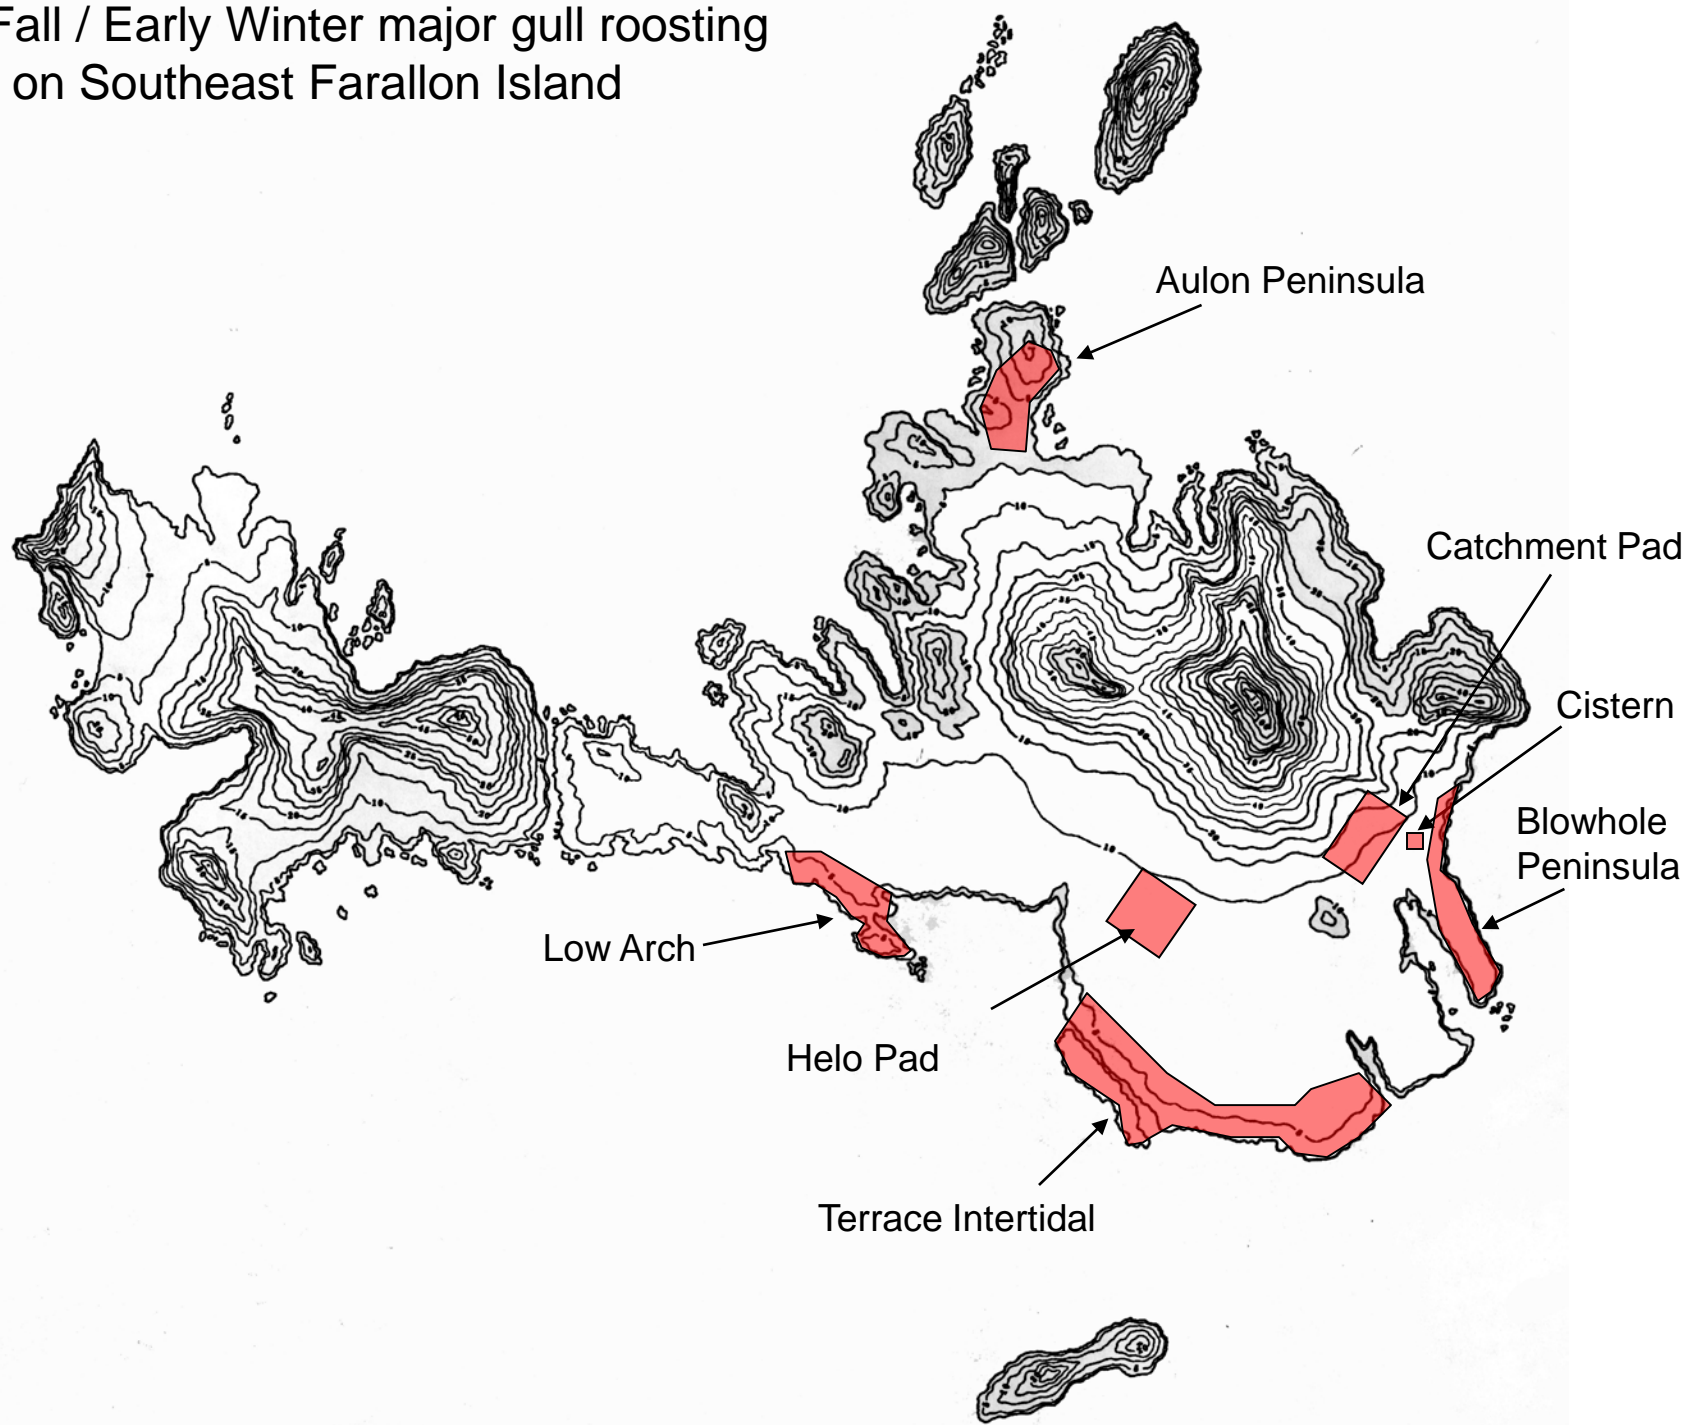 Fall / Early Winter major gull roosting
on Southeast Farallon Island
Aulon Peninsula
Catchment Pad
Cistern
Blowhole
Peninsula
Low Arch
Helo Pad
Terrace Intertidal